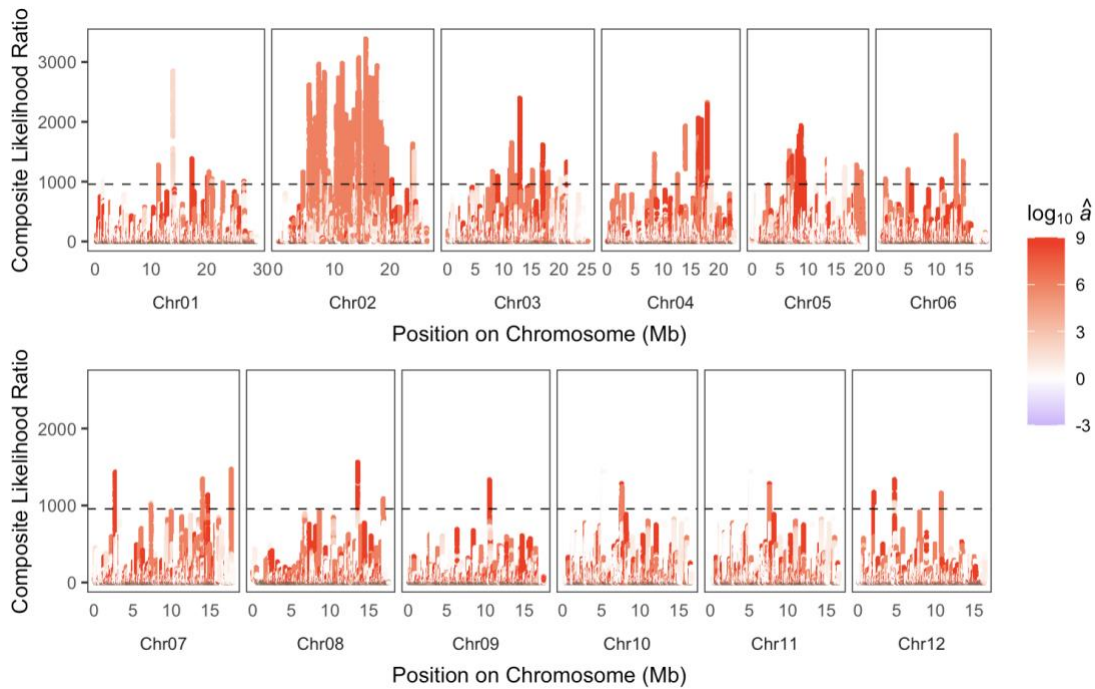 Composite Likelihood Ratio
3000
2000
1000
0
0 10 20 30
0 10 20
0 5 10 15 20 25
0 5 10 15 20
0 5 10 15 20
0 5 10 15
Chr01 Chr02 Chr03 Chr04 Chr05 Chr06
Position on Chromosome (Mb)
log10 â
9
6
3
0
-3
Composite Likelihood Ratio
2000
1000
0
0 5 10 15
0 5 10 15
0 5 10 15
0 5 10 15
0 5 10 15
0 5 10 15
Chr07 Chr08 Chr09 Chr10 Chr11 Chr12
Position on Chromosome (Mb)